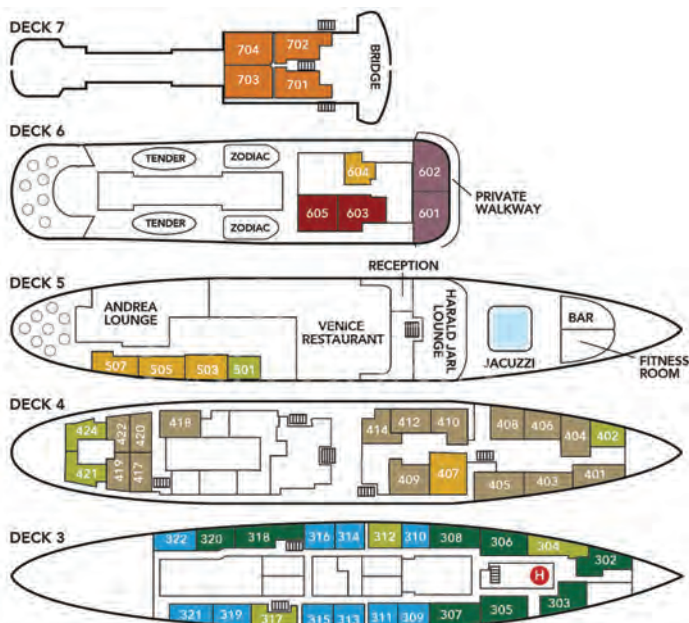 DECK 7
704
702
703
701
BRIDGE
DECK 6
TENDER
ZODIAC
604
602
605
603
601
TENDER
ZODIAC
PRIVATE
WALKWAY
RECEPTION
DECK 5
ANDREA
LOUNGE
VENICE
RESTAURANT
HARALD JARL
LOUNGE
JACUZZI
BAR
FITNESS
ROOM
507
505
503
501
DECK 4
424
422
420
418
414
412
410
408
406
404
402
421
419
417
409
407
405
403
401
DECK 3
322
320
318
316
314
312
310
308
306
304
302
H
321
319
317
315
313
311
309
307
305
303